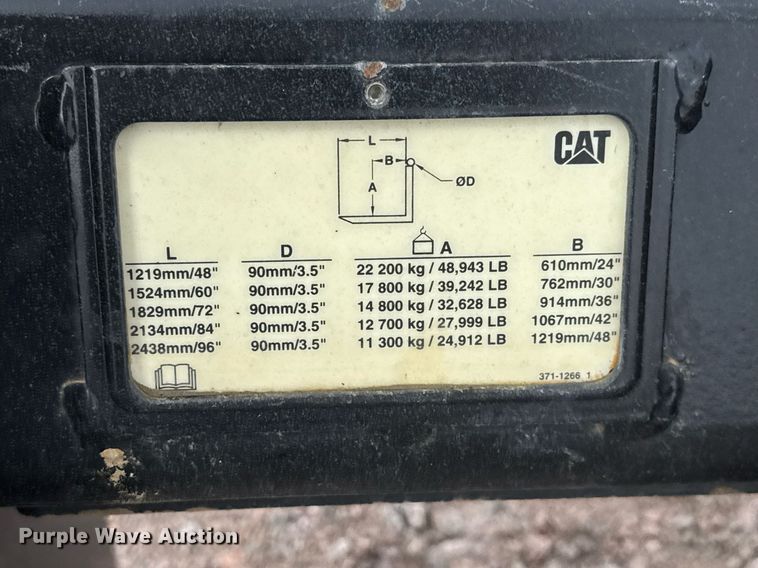 L
B
A
ØD
CAT
L D A B
1219mm/48" 90mm/3.5" 22 200 kg / 48,943 LB 610mm/24"
1524mm/60" 90mm/3.5" 17 800 kg / 39,242 LB 762mm/30"
1829mm/72" 90mm/3.5" 14 800 kg / 32,628 LB 914mm/36"
2134mm/84" 90mm/3.5" 12 700 kg / 27,999 LB 1067mm/42"
2438mm/96" 90mm/3.5" 11 300 kg / 24,912 LB 1219mm/48"
371-1266 1
Purple Wave Auction